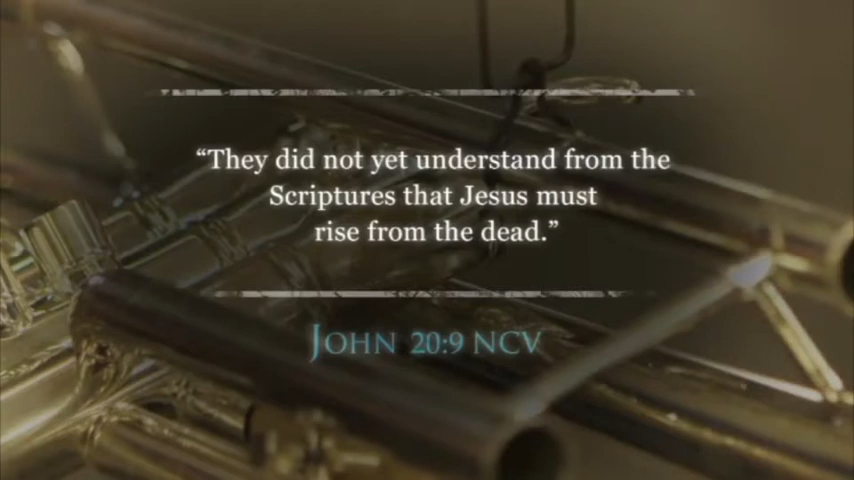 “They did not yet understand from the
Scriptures that Jesus must
rise from the dead.”
John 20:9 NCV